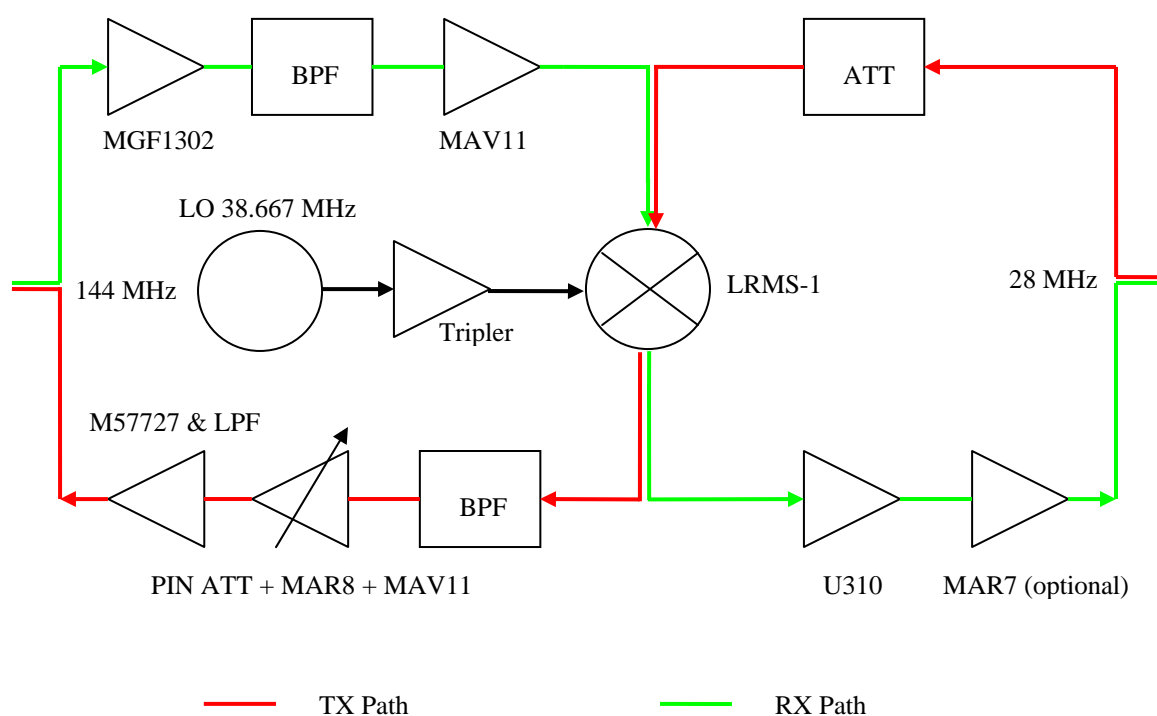 BPF
ATT
MGF1302
MAV11
LO 38.667 MHz
144 MHz
LRMS-1
28 MHz
Tripler
M57727 & LPF
BPF
PIN ATT + MAR8 + MAV11
U310
MAR7 (optional)
TX Path
RX Path